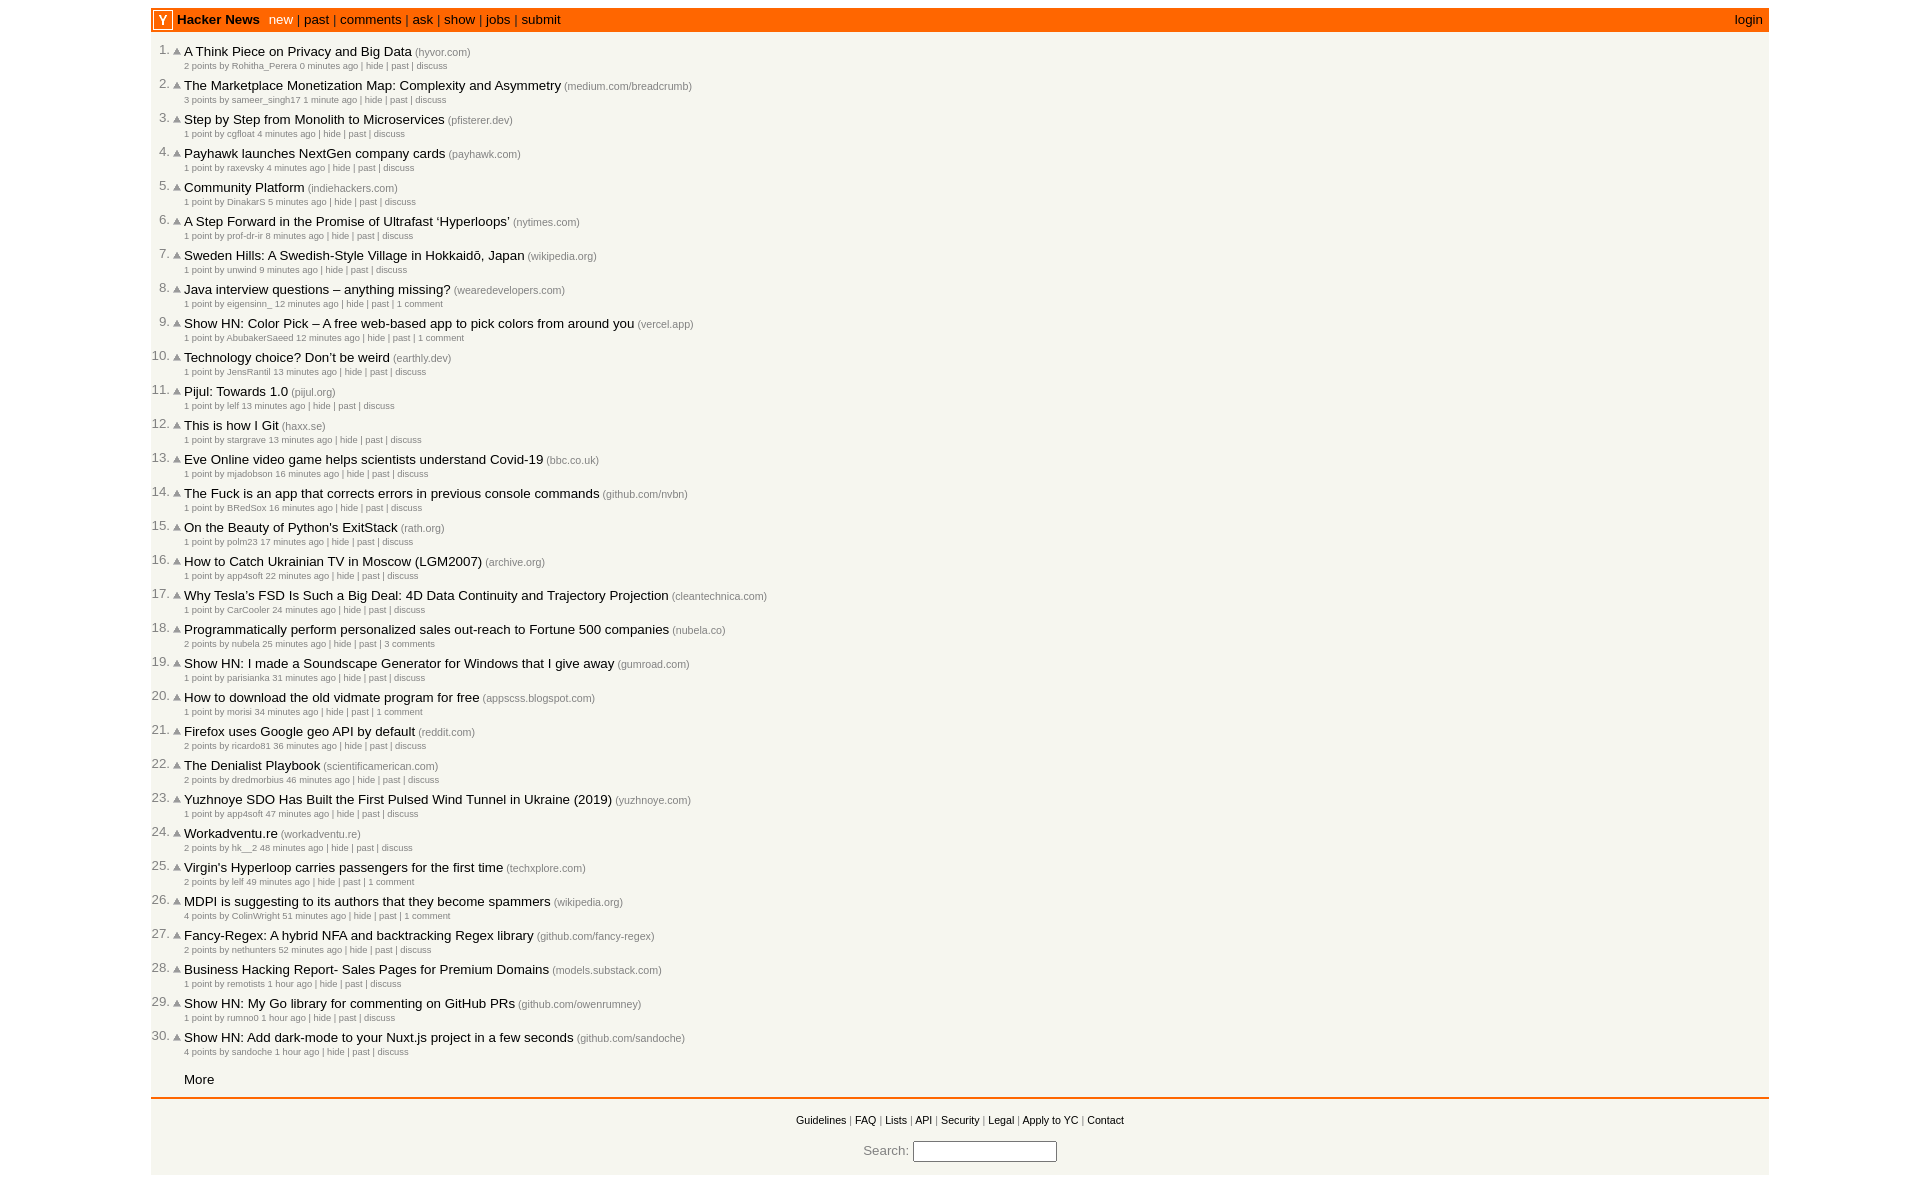 Y Hacker News new | past | comments | ask | show | jobs | submit login
1. A Think Piece on Privacy and Big Data (hyvor.com)
2 points by Rohitha_Perera 0 minutes ago | hide | past | discuss
2. The Marketplace Monetization Map: Complexity and Asymmetry (medium.com/breadcrumb)
3 points by sameer_singh17 1 minute ago | hide | past | discuss
3. Step by Step from Monolith to Microservices (pfisterer.dev)
1 point by cgfloat 4 minutes ago | hide | past | discuss
4. Payhawk launches NextGen company cards (payhawk.com)
1 point by raxevsky 4 minutes ago | hide | past | discuss
5. Community Platform (indiehackers.com)
1 point by DinakarS 5 minutes ago | hide | past | discuss
6. A Step Forward in the Promise of Ultrafast ‘Hyperloops’ (nytimes.com)
1 point by prof-dr-ir 8 minutes ago | hide | past | discuss
7. Sweden Hills: A Swedish-Style Village in Hokkaidō, Japan (wikipedia.org)
1 point by unwind 9 minutes ago | hide | past | discuss
8. Java interview questions – anything missing? (wearedevelopers.com)
1 point by eigensinn_ 12 minutes ago | hide | past | 1 comment
9. Show HN: Color Pick – A free web-based app to pick colors from around you (vercel.app)
1 point by AbubakerSaeed 12 minutes ago | hide | past | 1 comment
10. Technology choice? Don’t be weird (earthly.dev)
1 point by JensRantil 13 minutes ago | hide | past | discuss
11. Pijul: Towards 1.0 (pijul.org)
1 point by lelf 13 minutes ago | hide | past | discuss
12. This is how I Git (haxx.se)
1 point by stargrave 13 minutes ago | hide | past | discuss
13. Eve Online video game helps scientists understand Covid-19 (bbc.co.uk)
1 point by mjadobson 16 minutes ago | hide | past | discuss
14. The Fuck is an app that corrects errors in previous console commands (github.com/nvbn)
1 point by BRedSox 16 minutes ago | hide | past | discuss
15. On the Beauty of Python's ExitStack (rath.org)
1 point by polm23 17 minutes ago | hide | past | discuss
16. How to Catch Ukrainian TV in Moscow (LGM2007) (archive.org)
1 point by app4soft 22 minutes ago | hide | past | discuss
17. Why Tesla’s FSD Is Such a Big Deal: 4D Data Continuity and Trajectory Projection (cleantechnica.com)
1 point by CarCooler 24 minutes ago | hide | past | discuss
18. Programmatically perform personalized sales out-reach to Fortune 500 companies (nubela.co)
2 points by nubela 25 minutes ago | hide | past | 3 comments
19. Show HN: I made a Soundscape Generator for Windows that I give away (gumroad.com)
1 point by parisianka 31 minutes ago | hide | past | discuss
20. How to download the old vidmate program for free (appscss.blogspot.com)
1 point by morisi 34 minutes ago | hide | past | 1 comment
21. Firefox uses Google geo API by default (reddit.com)
2 points by ricardo81 36 minutes ago | hide | past | discuss
22. The Denialist Playbook (scientificamerican.com)
2 points by dredmorbius 46 minutes ago | hide | past | discuss
23. Yuzhnoye SDO Has Built the First Pulsed Wind Tunnel in Ukraine (2019) (yuzhnoye.com)
1 point by app4soft 47 minutes ago | hide | past | discuss
24. Workadventu.re (workadventu.re)
2 points by hk__2 48 minutes ago | hide | past | discuss
25. Virgin's Hyperloop carries passengers for the first time (techxplore.com)
2 points by lelf 49 minutes ago | hide | past | 1 comment
26. MDPI is suggesting to its authors that they become spammers (wikipedia.org)
4 points by ColinWright 51 minutes ago | hide | past | 1 comment
27. Fancy-Regex: A hybrid NFA and backtracking Regex library (github.com/fancy-regex)
2 points by nethunters 52 minutes ago | hide | past | discuss
28. Business Hacking Report- Sales Pages for Premium Domains (models.substack.com)
1 point by remotists 1 hour ago | hide | past | discuss
29. Show HN: My Go library for commenting on GitHub PRs (github.com/owenrumney)
1 point by rumno0 1 hour ago | hide | past | discuss
30. Show HN: Add dark-mode to your Nuxt.js project in a few seconds (github.com/sandoche)
4 points by sandoche 1 hour ago | hide | past | discuss
More
Guidelines | FAQ | Lists | API | Security | Legal | Apply to YC | Contact
Search: